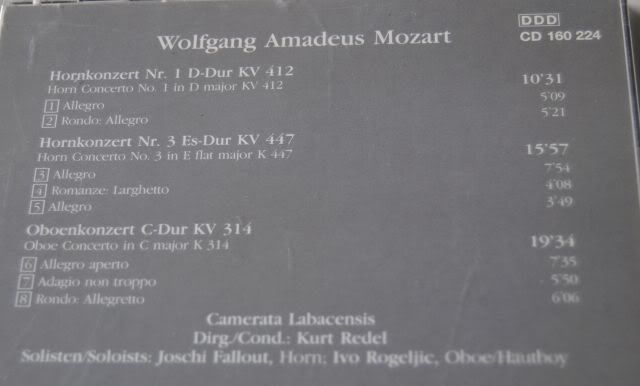 DDD
Wolfgang Amadeus Mozart CD 160 224
Hornkonzert Nr. 1 D-Dur KV 412 10'31
Horn Concerto No. 1 in D major KV 412
1 Allegro 5'09
2 Rondo: Allegro 5'21
Hornkonzert Nr. 3 Es-Dur KV 447 15'57
Horn Concerto No. 3 in E flat major K 447
3 Allegro 7'54
4 Romanze: Larghetto 4'08
5 Allegro 3'49
Oboenkonzert C-Dur KV 314 19'34
Oboe Concerto in C major K 314
6 Allegro aperto 7'35
7 Adagio non troppo 5'50
8 Rondo: Allegretto 6'06
Camerata Labacensis
Dirg./Cond.: Kurt Redel
Solisten/Soloists: Joschi Fallout, Horn; Ivo Rogeljic, Oboe/Hautboy